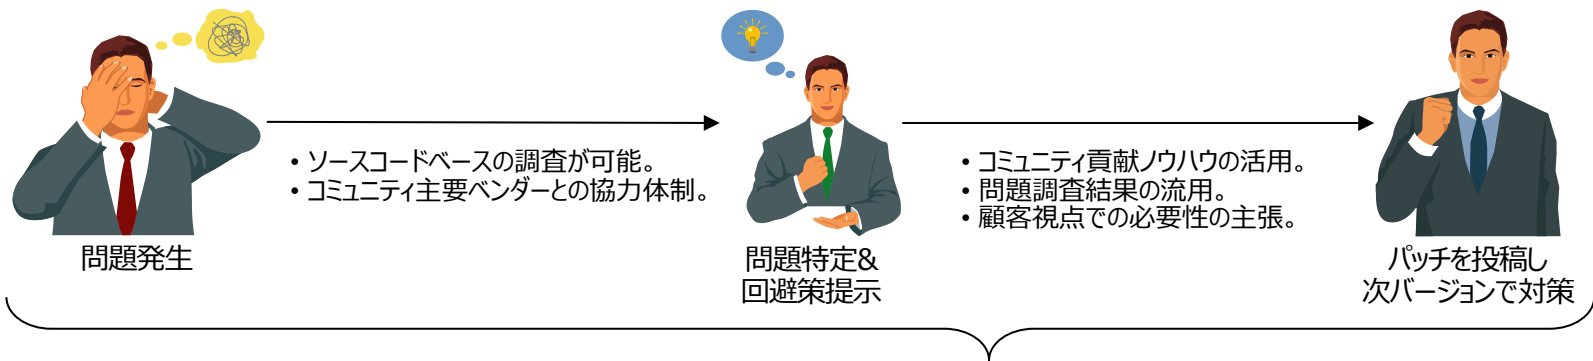 • ソースコードベースの調査が可能。
• コミュニティ主要ベンダーとの協力体制。
• コミュニティ貢献ノウハウの活用。
• 問題調査結果の流用。
• 顧客視点での必要性の主張。
問題発生
問題特定&
回避策提示
パッチを投稿し
次バージョンで対策